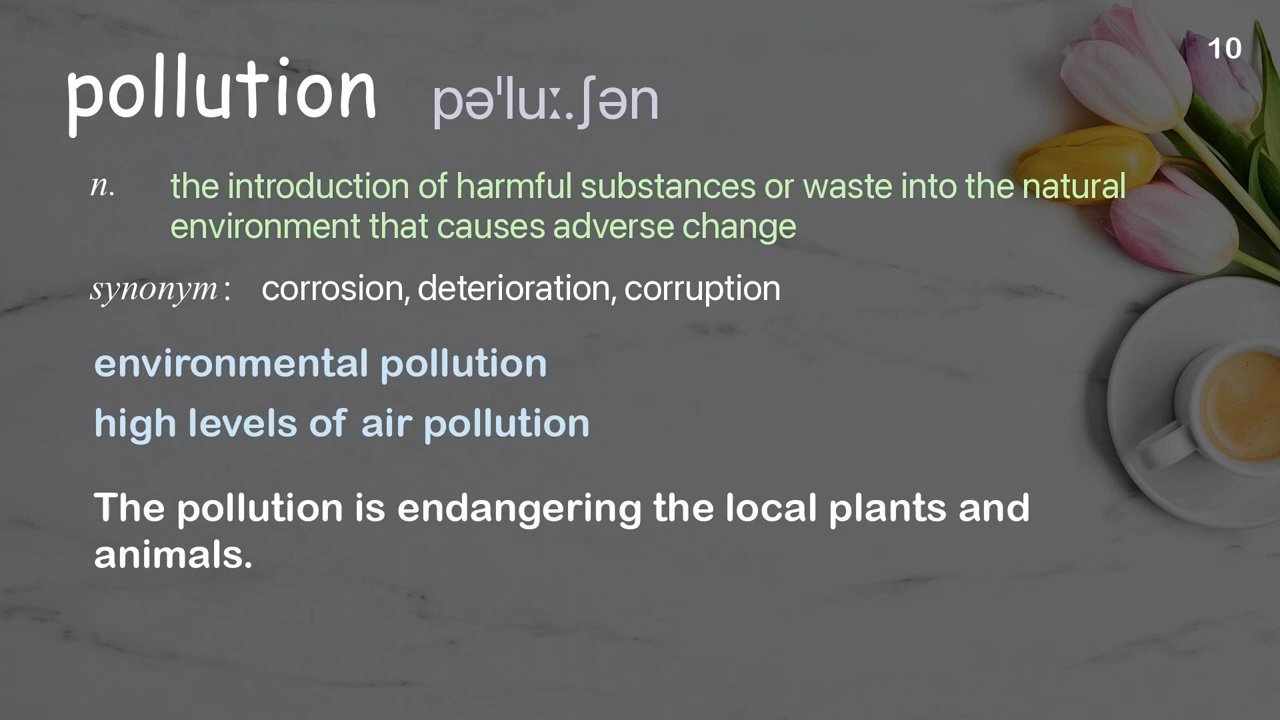 10
pollution pəˈluː.ʃən
n. the introduction of harmful substances or waste into the natural
environment that causes adverse change
synonym: corrosion, deterioration, corruption
environmental pollution
high levels of air pollution
The pollution is endangering the local plants and
animals.